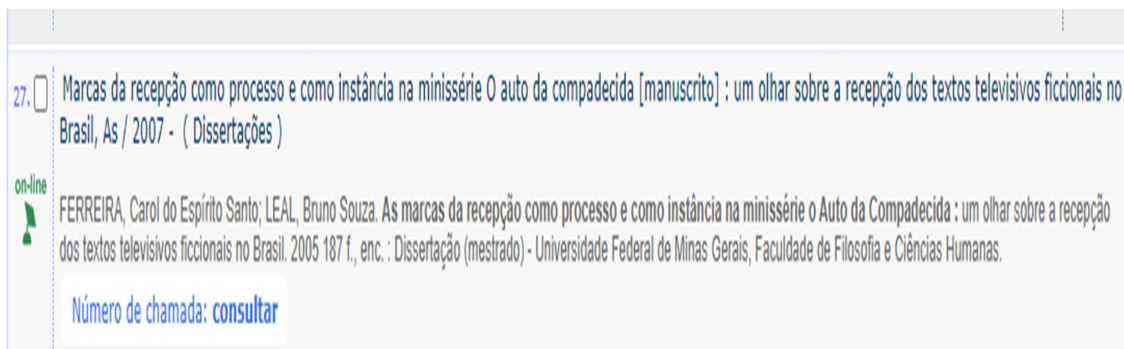 27. Marcas da recepção como processo e como instância na minissérie O auto da compadecida [manuscrito] : um olhar sobre a recepção dos textos televisivos ficcionais no
Brasil, As / 2007 - ( Dissertações )
on-line
FERREIRA, Carol do Espírito Santo; LEAL, Bruno Souza. As marcas da recepção como processo e como instância na minissérie o Auto da Compadecida : um olhar sobre a recepção
dos textos televisivos ficcionais no Brasil. 2005 187 f., enc. : Dissertação (mestrado) - Universidade Federal de Minas Gerais, Faculdade de Filosofia e Ciências Humanas.
Número de chamada: consultar